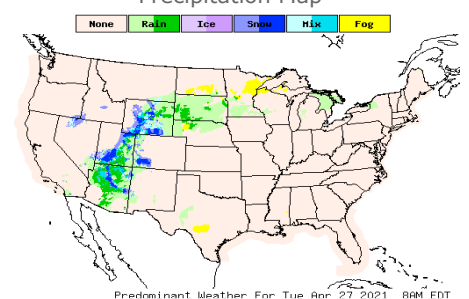 Precipitation Map
None Rain Ice Snow Mix Fog
Predominant Weather For Tue Apr 27 2021 8AM EDT